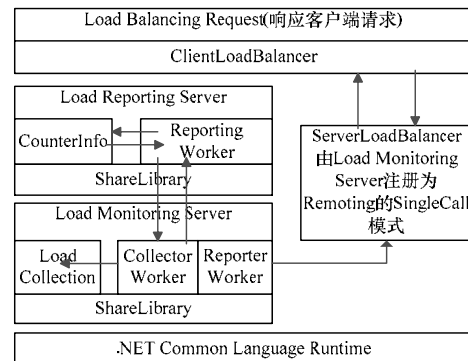 Load Balancing Request(响应客户端请求)
ClientLoadBalancer
Load Reporting Server
CounterInfo
Reporting
Worker
ShareLibrary
ServerLoadBalancer
由Load Monitoring
Server注册为
Remoting的SingleCall
模式
Load Monitoring Server
Load
Collection
Collector
Worker
Reporter
Worker
ShareLibrary
.NET Common Language Runtime